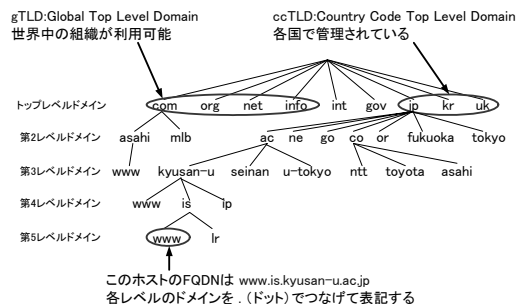 gTLD:Global Top Level Domain
世界中の組織が利用可能
ccTLD:Country Code Top Level Domain
各国で管理されている
トップレベルドメイン com org net info int gov jp kr uk
第2レベルドメイン asahi mlb ac ne go co or fukuoka tokyo
第3レベルドメイン www kyusan-u seinan u-tokyo ntt toyota asahi
第4レベルドメイン www is ip
第5レベルドメイン www lr
このホストのFQDNは www.is.kyusan-u.ac.jp
各レベルのドメインを . (ドット) でつなげて表記する